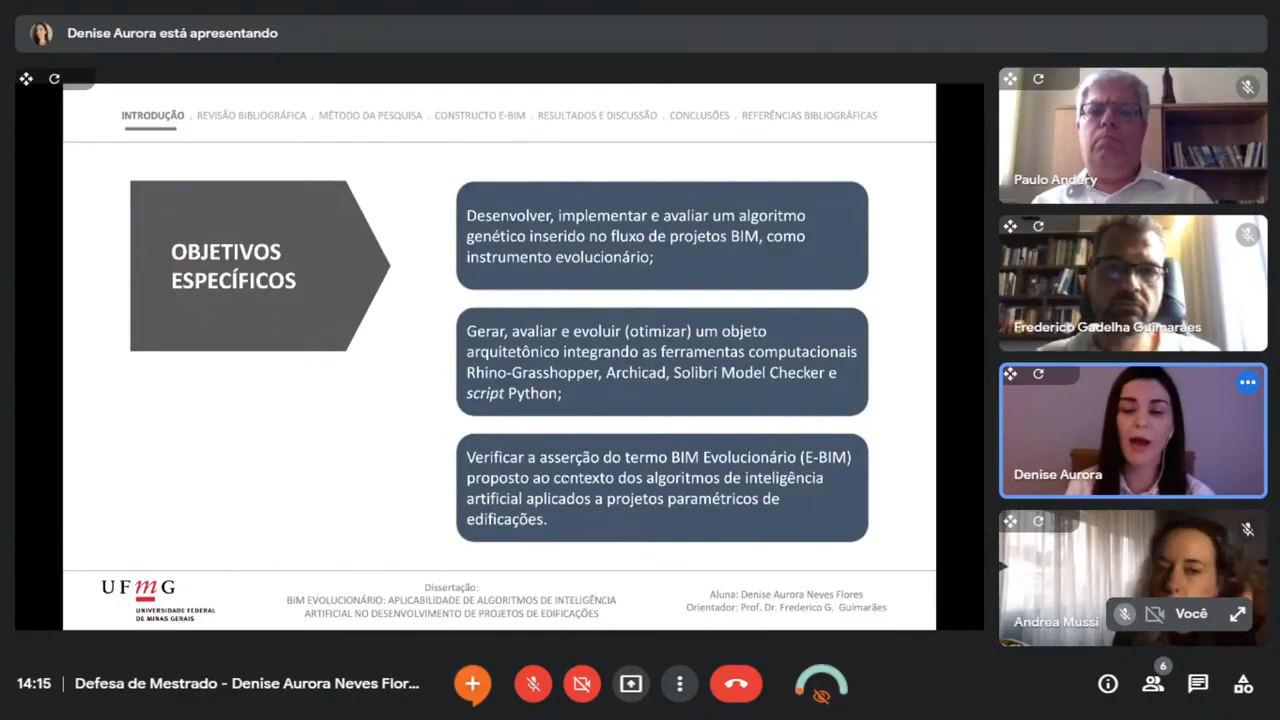 Denise Aurora está apresentando
INTRODUÇÃO . REVISÃO BIBLIOGRÁFICA . MÉTODO DA PESQUISA . CONSTRUCTO E-BIM . RESULTADOS E DISCUSSÃO . CONCLUSÕES . REFERÊNCIAS BIBLIOGRÁFICAS
OBJETIVOS
ESPECÍFICOS
Desenvolver, implementar e avaliar um algoritmo
genético inserido no fluxo de projetos BIM, como
instrumento evolucionário;
Gerar, avaliar e evoluir (otimizar) um objeto
arquitetônico integrando as ferramentas computacionais
Rhino-Grasshopper, Archicad, Solibri Model Checker e
script Python;
Verificar a asserção do termo BIM Evolucionário (E-BIM)
proposto ao contexto dos algoritmos de inteligência
artificial aplicados a projetos paramétricos de
edificações.
UFmG
UNIVERSIDADE FEDERAL
DE MINAS GERAIS
Dissertação:
BIM EVOLUCIONÁRIO: APLICABILIDADE DE ALGORITMOS DE INTELIGÊNCIA
ARTIFICIAL NO DESENVOLVIMENTO DE PROJETOS DE EDIFICAÇÕES
Aluna: Denise Aurora Neves Flores
Orientador: Prof. Dr. Frederico G. Guimarães
Paulo Andery
Frederico Gadelha Guimaraes
Denise Aurora
Andrea Mussi
Você
14:15 | Defesa de Mestrado - Denise Aurora Neves Flor...
6